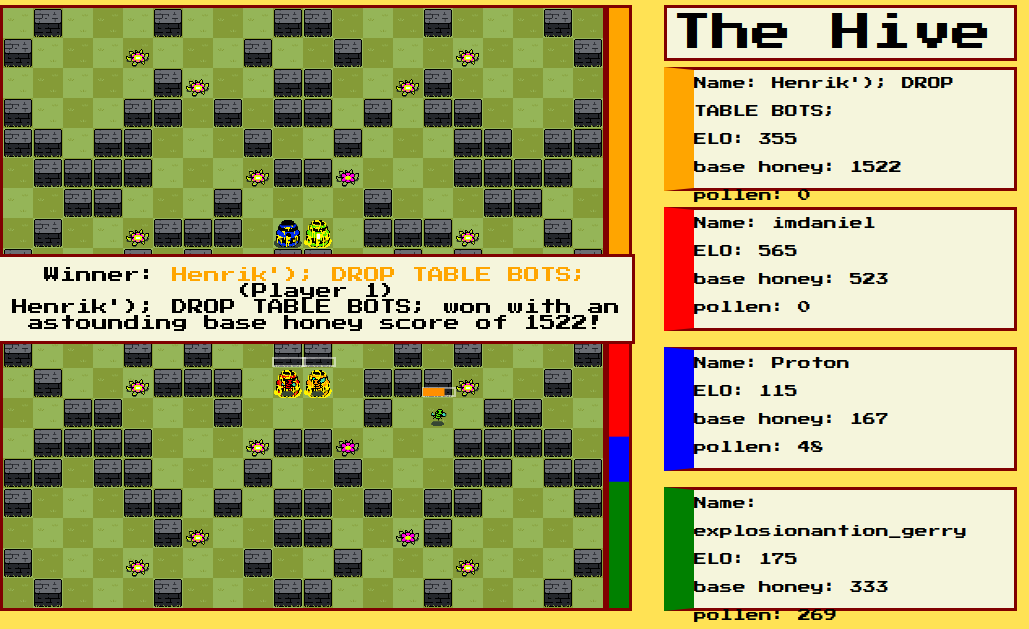 The Hive
Name: Henrik'); DROP
TABLE BOTS;
ELO: 355
base honey: 1522
pollen: 0
Name: imdaniel
ELO: 565
base honey: 523
pollen: 0
Winner: Henrik'); DROP TABLE BOTS;
(Player 1)
Henrik'); DROP TABLE BOTS; won with an
astounding base honey score of 1522!
Name: Proton
ELO: 115
base honey: 167
pollen: 48
Name:
explosionantion_gerry
ELO: 175
base honey: 333
pollen: 269